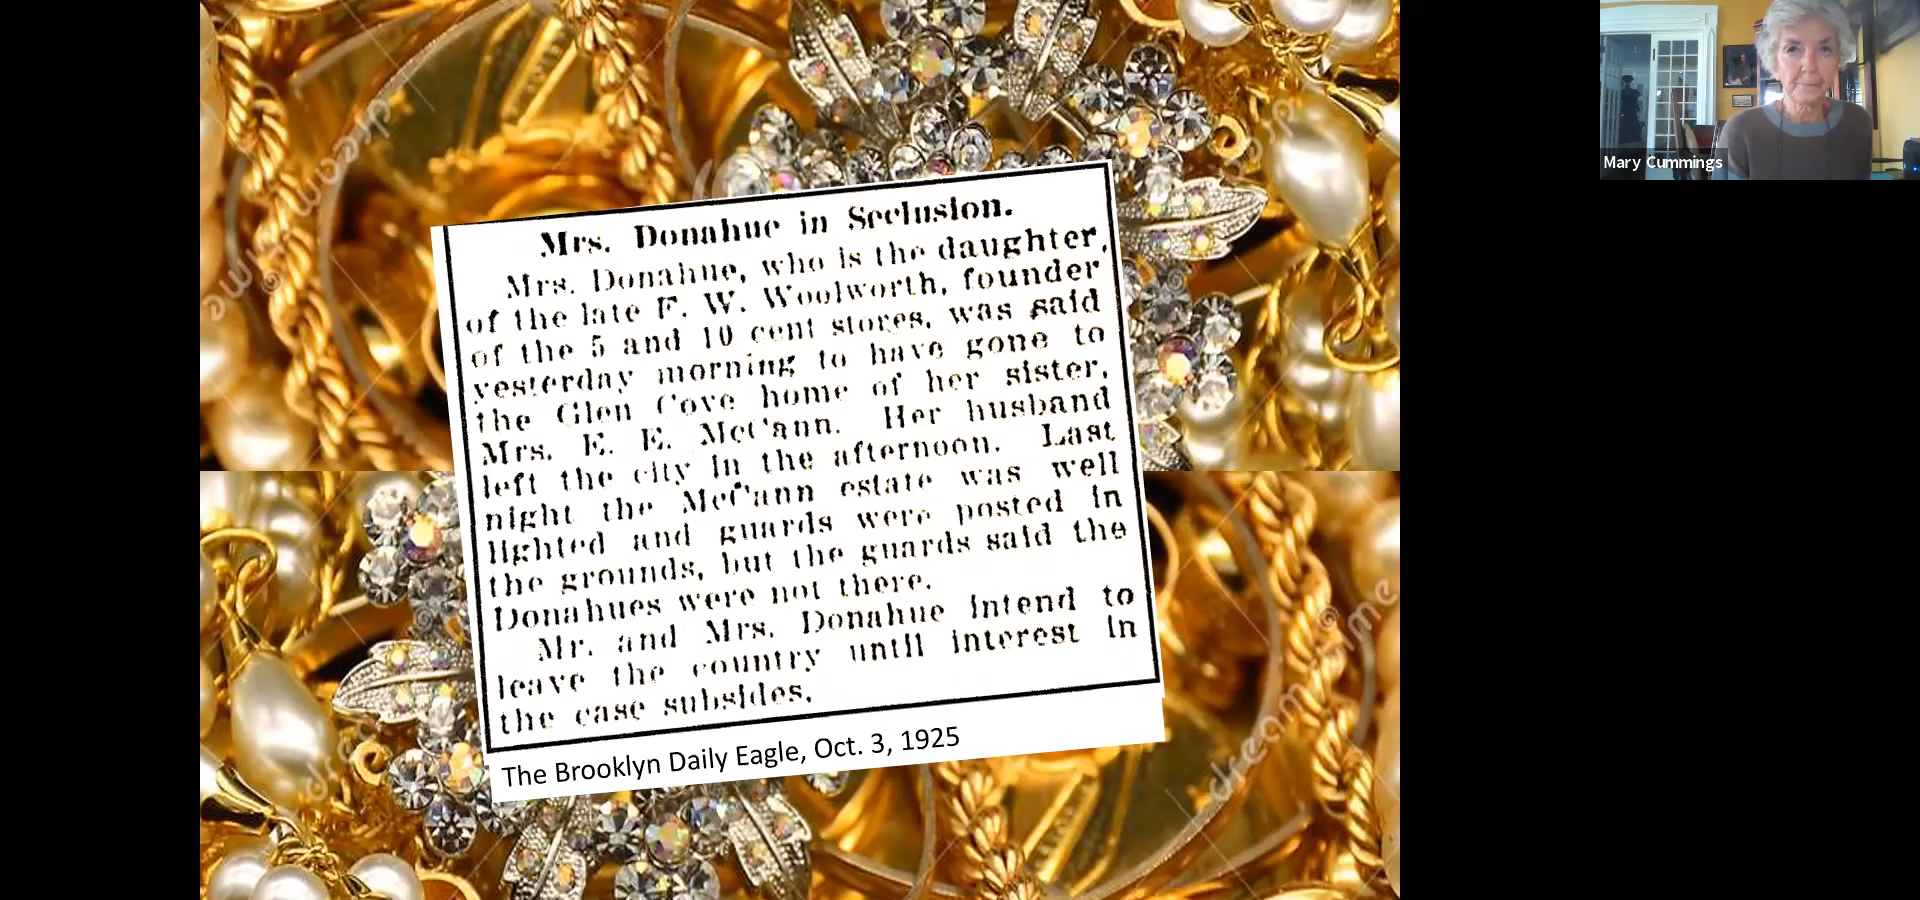 Mrs. Donahue in Seclusion.
Mrs. Donahue, who is the daughter,
of the late F. W. Woolworth, founder
of the 5 and 10 cent stores, was said
yesterday morning to have gone to
the Glen Cove home of her sister,
Mrs. E. E. McCann. Her husband
left the city in the afternoon. Last
night the McCann estate was well
lighted and guards were posted in
the grounds, but the guards said the
Donahues were not there.
Mr. and Mrs. Donahue intend to
leave the country until interest in
the case subsides.
The Brooklyn Daily Eagle, Oct. 3, 1925
Mary Cummings